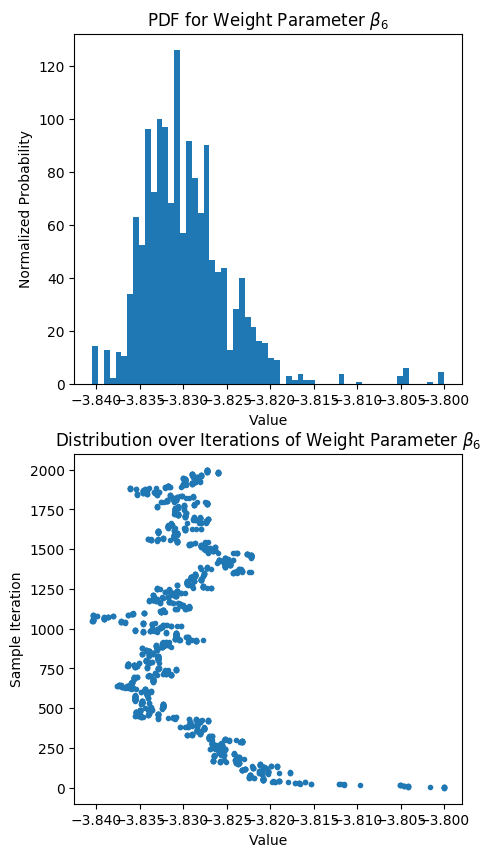 PDF for Weight Parameter β₆
120
100
80
60
40
20
0
Normalized Probability
−3.840 −3.835 −3.830 −3.825 −3.820 −3.815 −3.810 −3.805 −3.800
Value
Distribution over Iterations of Weight Parameter β₆
2000
1750
1500
1250
1000
750
500
250
0
Sample Iteration
−3.840 −3.835 −3.830 −3.825 −3.820 −3.815 −3.810 −3.805 −3.800
Value